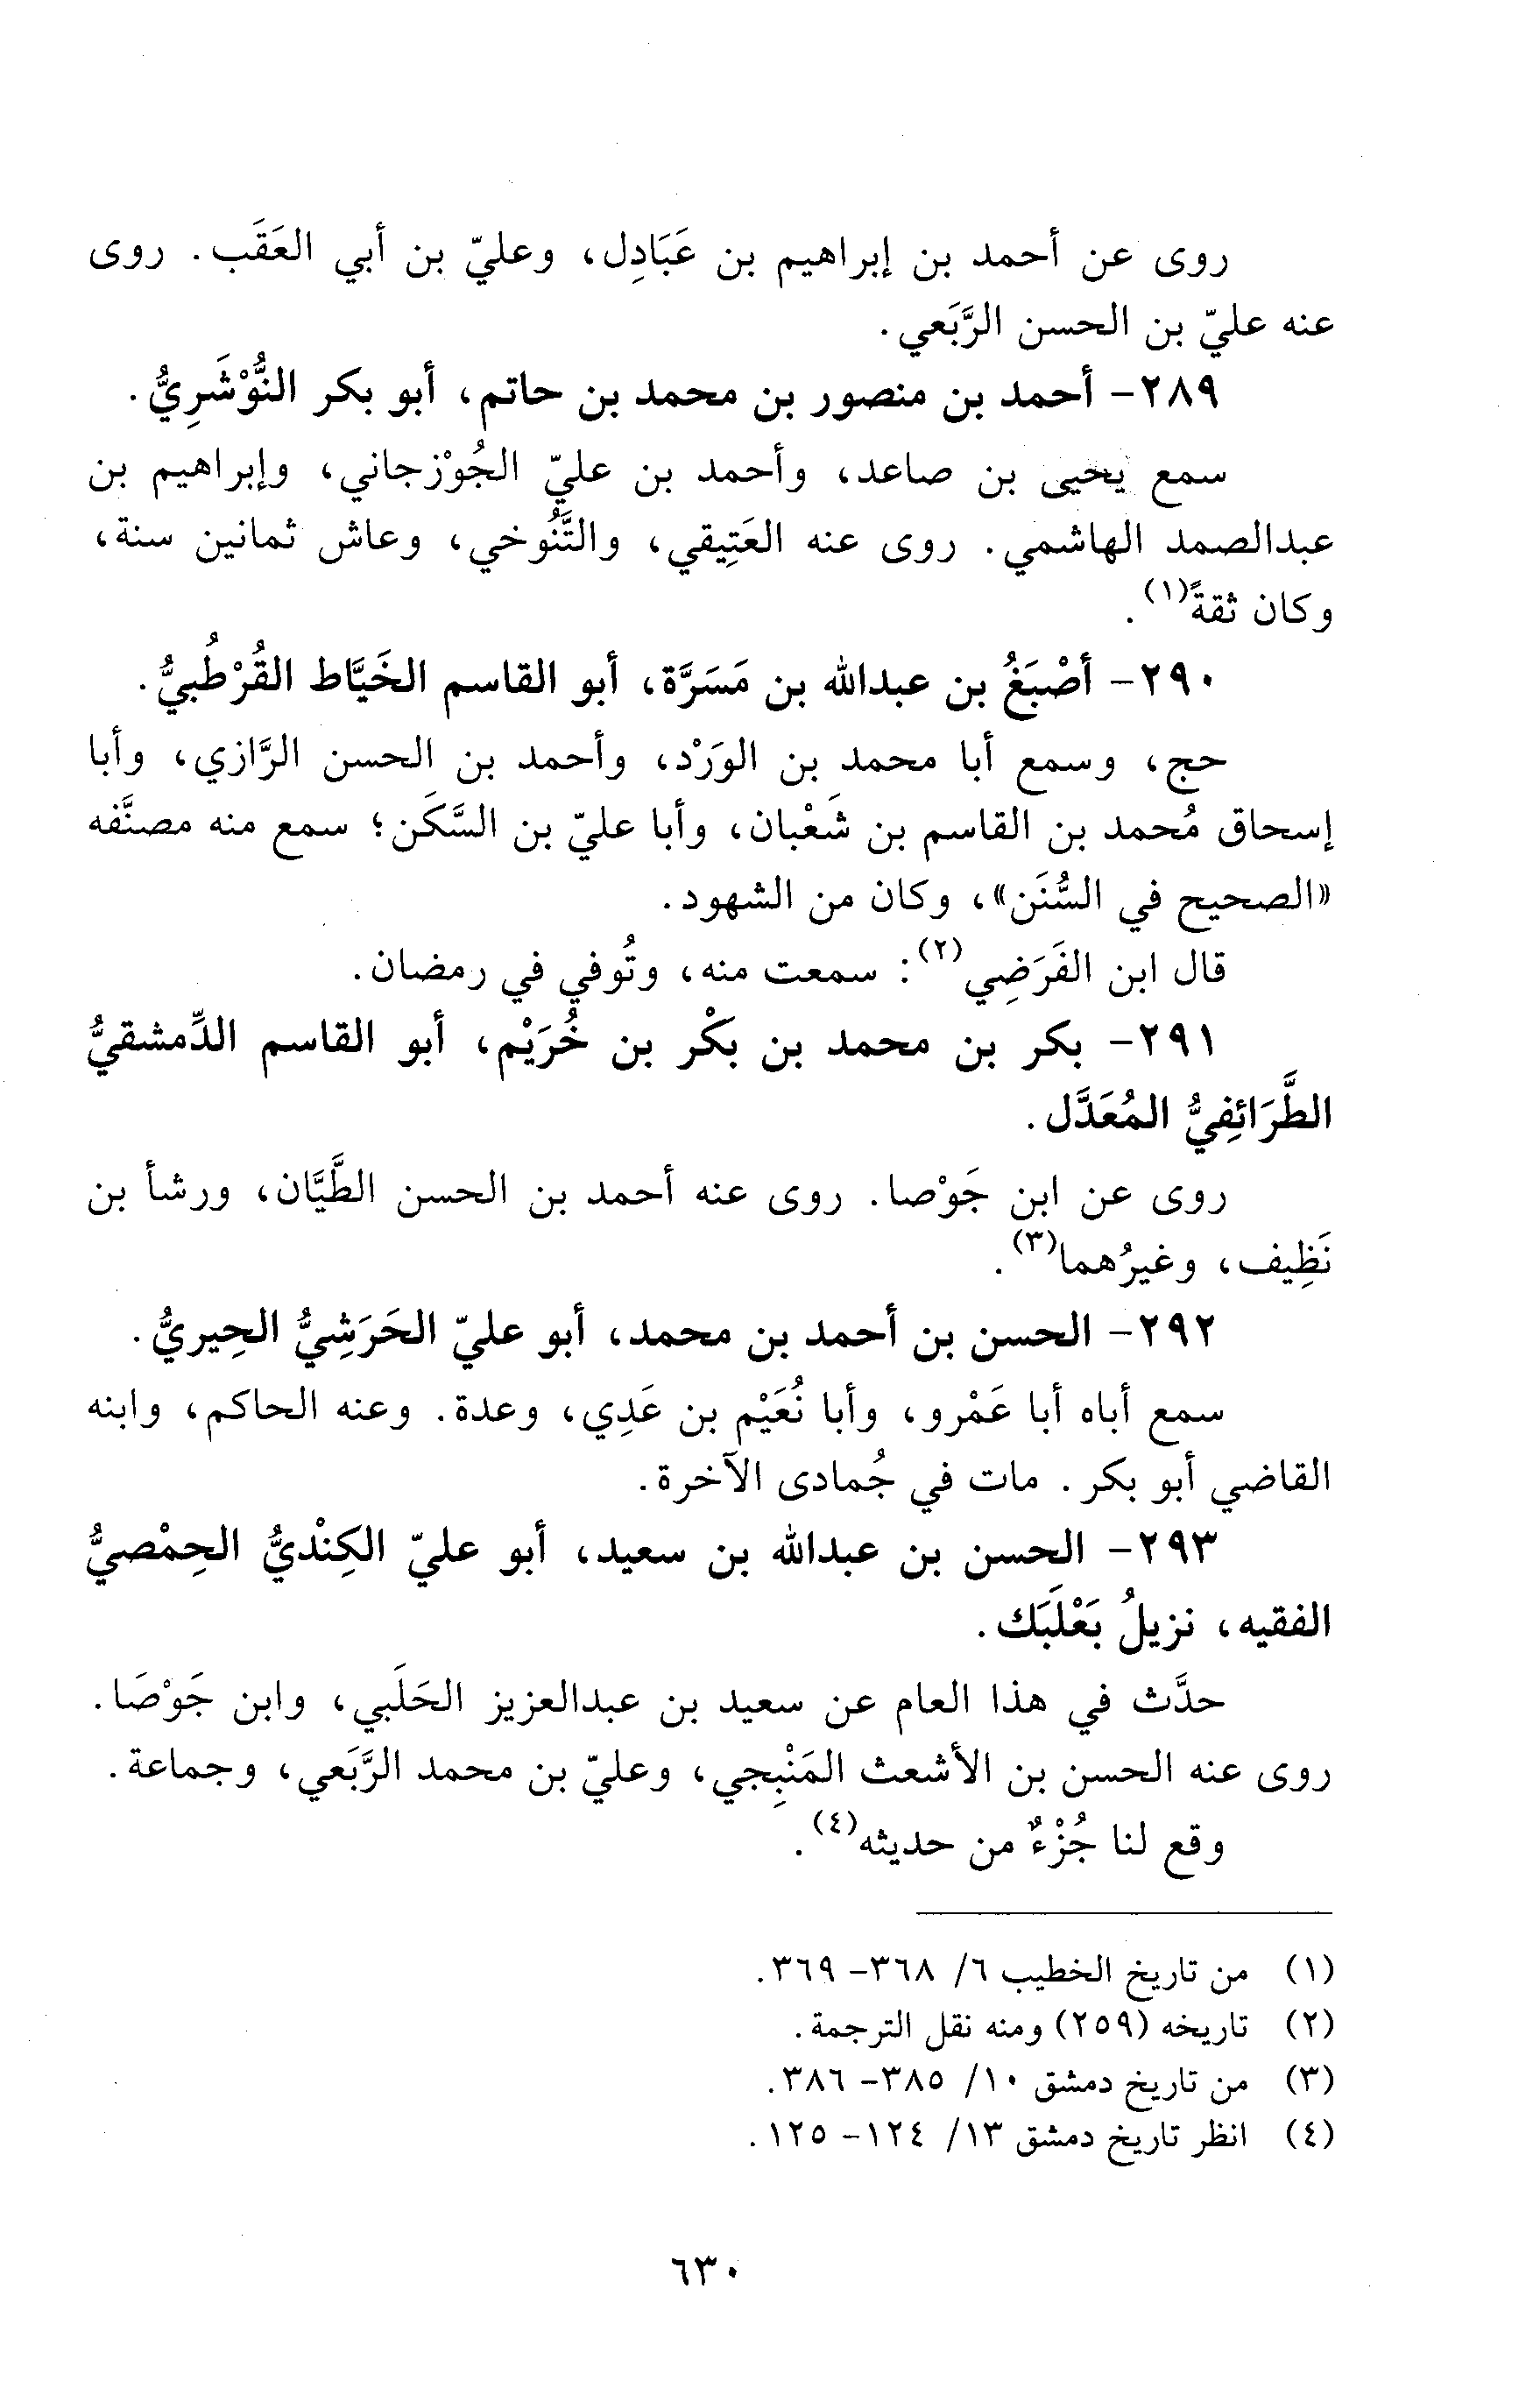 روى عن أحمد بن إبراهيم بن عَبَادِل، وعليّ بن أبي العَقَب. روى
عنه عليّ بن الحسن الرَّبَعي.
٢٨٩- أحمد بن منصور بن محمد بن حاتم، أبو بكر النُّوْشَرِيُّ.
سمع يحيى بن صاعد، وأحمد بن عليّ الجُوْزجاني، وإبراهيم بن
عبدالصمد الهاشمي. روى عنه العَتِيقي، والتَّنُوخي، وعاش ثمانين سنة،
وكان ثقةً(١).
٢٩٠- أصْبَغُ بن عبدالله بن مَسَرَّة، أبو القاسم الخَيَّاط القُرْطُبيُّ.
حج، وسمع أبا محمد بن الوَرْد، وأحمد بن الحسن الرَّازي، وأبا
إسحاق مُحمد بن القاسم بن شَعْبان، وأبا عليّ بن السَّكَن؛ سمع منه مصنَّفه
«الصحيح في السُّنَن»، وكان من الشهود.
قال ابن الفَرَضِي(٢): سمعت منه، وتُوفي في رمضان.
٢٩١- بكر بن محمد بن بَكْر بن خُرَيْم، أبو القاسم الدِّمشقيُّ
الطَّرَائِفيُّ المُعَدَّل.
روى عن ابن جَوْصا. روى عنه أحمد بن الحسن الطَّيَّان، ورشأ بن
نَظِيف، وغيرُهما(٣).
٢٩٢- الحسن بن أحمد بن محمد، أبو عليّ الحَرَشِيُّ الحِيريُّ.
سمع أباه أبا عَمْرو، وأبا نُعَيْم بن عَدِي، وعدة. وعنه الحاكم، وابنه
القاضي أبو بكر. مات في جُمادى الآخرة.
٢٩٣- الحسن بن عبدالله بن سعيد، أبو عليّ الكِنْديُّ الحِمْصيُّ
الفقيه، نزيلُ بَعْلَبَك.
حدَّث في هذا العام عن سعيد بن عبدالعزيز الحَلَبي، وابن جَوْصَا.
روى عنه الحسن بن الأشعث المَنْبِجي، وعليّ بن محمد الرَّبَعي، وجماعة.
وقع لنا جُزْءٌ من حديثه(٤).
(١) من تاريخ الخطيب ٦/ ٣٦٨- ٣٦٩.
(٢) تاريخه (٢٥٩) ومنه نقل الترجمة.
(٣) من تاريخ دمشق ١٠/ ٣٨٥- ٣٨٦.
(٤) انظر تاريخ دمشق ١٣/ ١٢٤- ١٢٥.
٦٣٠